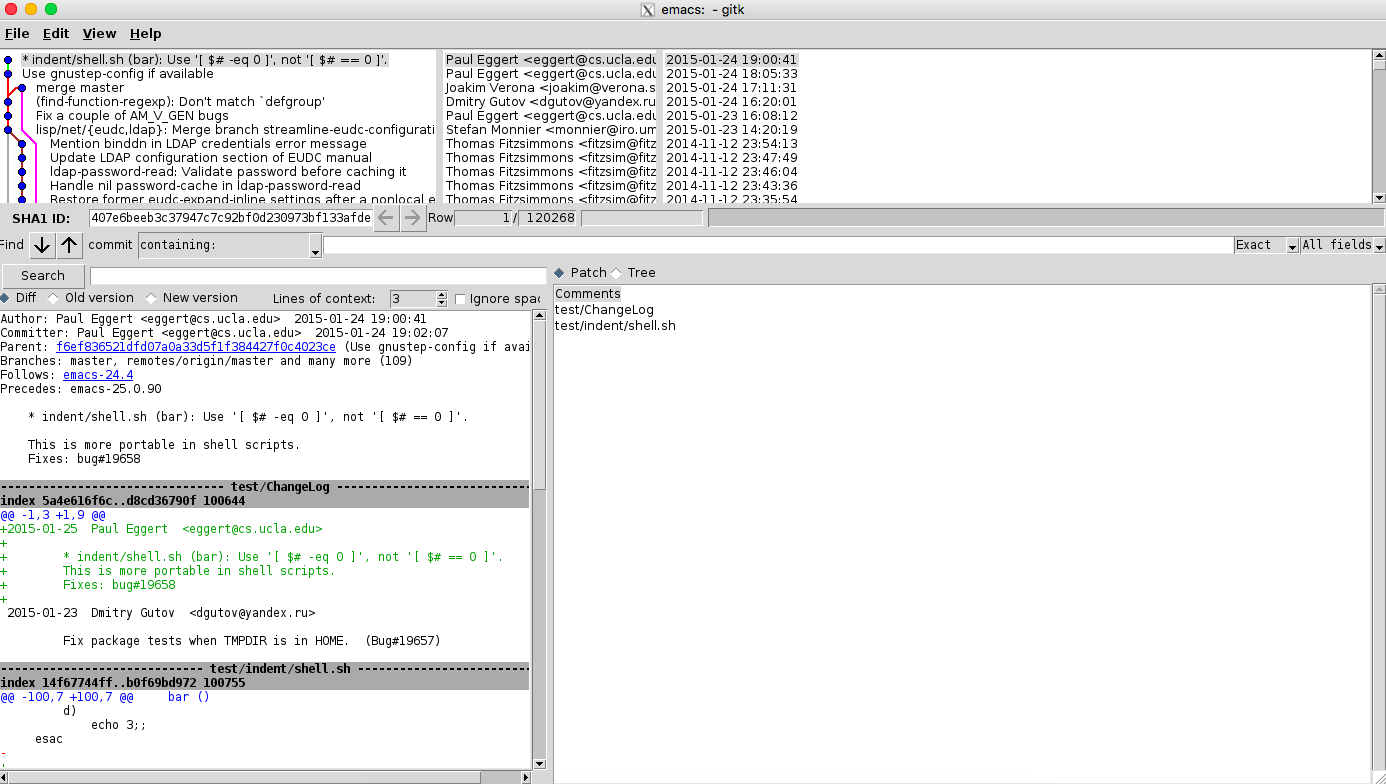 emacs:  - gitk
File Edit View Help
* indent/shell.sh (bar): Use '[ $# -eq 0 ]', not '[ $# == 0 ]'. Paul Eggert <eggert@cs.ucla.edu 2015-01-24 19:00:41
Use gnustep-config if available Paul Eggert <eggert@cs.ucla.edu 2015-01-24 18:05:33
merge master Joakim Verona <joakim@verona.s 2015-01-24 17:11:31
(find-function-regexp): Don't match `defgroup' Dmitry Gutov <dgutov@yandex.ru 2015-01-24 16:20:01
Fix a couple of AM_V_GEN bugs Paul Eggert <eggert@cs.ucla.edu 2015-01-23 16:08:12
lisp/net/{eudc,ldap}: Merge branch streamline-eudc-configurati Stefan Monnier <monnier@iro.um 2015-01-23 14:20:19
Mention binddn in LDAP credentials error message Thomas Fitzsimmons <fitzsim@fitz 2014-11-12 23:54:13
Update LDAP configuration section of EUDC manual Thomas Fitzsimmons <fitzsim@fitz 2014-11-12 23:47:49
ldap-password-read: Validate password before caching it Thomas Fitzsimmons <fitzsim@fitz 2014-11-12 23:46:04
Handle nil password-cache in ldap-password-read Thomas Fitzsimmons <fitzsim@fitz 2014-11-12 23:43:36
Restore former eudc-expand-inline settings after a nonlocal e Thomas Fitzsimmons <fitzsim@fitz 2014-11-12 23:35:54
SHA1 ID: 407e6beeb3c37947c7c92bf0d230973bf133afde Row 1 / 120268
Find commit containing: Exact All fields
Search
Patch Tree
Diff Old version New version Lines of context: 3 Ignore spac
Comments
test/ChangeLog
test/indent/shell.sh
Author: Paul Eggert <eggert@cs.ucla.edu>  2015-01-24 19:00:41
Committer: Paul Eggert <eggert@cs.ucla.edu>  2015-01-24 19:02:07
Parent: f6ef836521dfd07a0a33d5f1f384427f0c4023ce (Use gnustep-config if avai
Branches: master, remotes/origin/master and many more (109)
Follows: emacs-24.4
Precedes: emacs-25.0.90
* indent/shell.sh (bar): Use '[ $# -eq 0 ]', not '[ $# == 0 ]'.
This is more portable in shell scripts.
Fixes: bug#19658
-------------------------------- test/ChangeLog ----------------------------
index 5a4e616f6c..d8cd36790f 100644
@@ -1,3 +1,9 @@
+2015-01-25  Paul Eggert  <eggert@cs.ucla.edu>
+
+        * indent/shell.sh (bar): Use '[ $# -eq 0 ]', not '[ $# == 0 ]'.
+        This is more portable in shell scripts.
+        Fixes: bug#19658
+
2015-01-23  Dmitry Gutov  <dgutov@yandex.ru>
Fix package tests when TMPDIR is in HOME.  (Bug#19657)
----------------------------- test/indent/shell.sh -------------------------
index 14f67744ff..b0f69bd972 100755
@@ -100,7 +100,7 @@     bar ()
d)
echo 3;;
esac
-